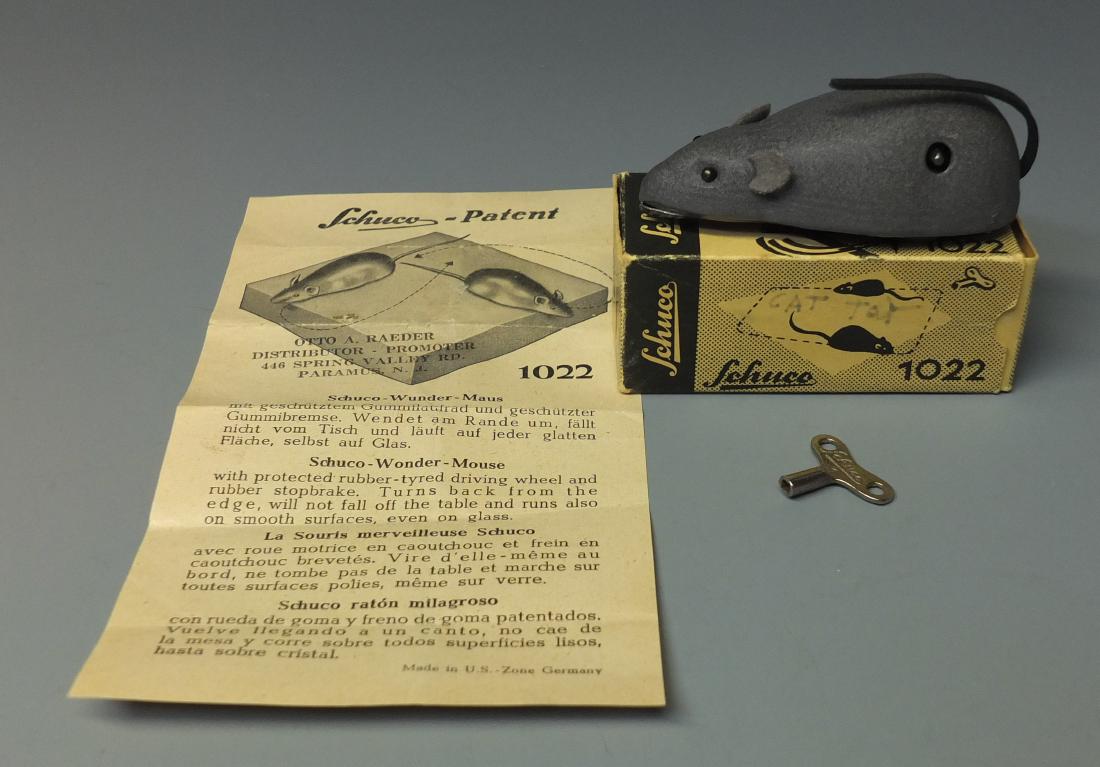 Schuco - Patent
OTTO A. RAEDER
DISTRIBUTOR - PROMOTER
446 SPRING VALLEY RD.
PARAMUS, N. J.
1022
Schuco-Wunder-Maus
mit geschütztem Gummilaufrad und geschützter
Gummibremse. Wendet am Rande um, fällt
nicht vom Tisch und läuft auf jeder glatten
Fläche, selbst auf Glas.
Schuco-Wonder-Mouse
with protected rubber-tyred driving wheel and
rubber stopbrake. Turns back from the
edge, will not fall off the table and runs also
on smooth surfaces, even on glass.
La Souris merveilleuse Schuco
avec roue motrice en caoutchouc et frein en
caoutchouc brevetés. Vire d'elle-même au
bord, ne tombe pas de la table et marche sur
toutes surfaces polies, même sur verre.
Schuco ratón milagroso
con rueda de goma y freno de goma patentados.
Vuelve llegando a un canto, no cae de
la mesa y corre sobre todos superficies lisos,
hasta sobre cristal.
Made in U.S.-Zone Germany
Schuco
1022
Schuco
CAT TOY
Schuco
1022
Schuco